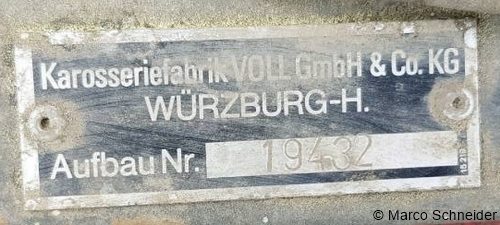 Karosseriefabrik VOLL GmbH & Co. KG
WÜRZBURG-H.
Aufbau Nr. 19432
© Marco Schneider